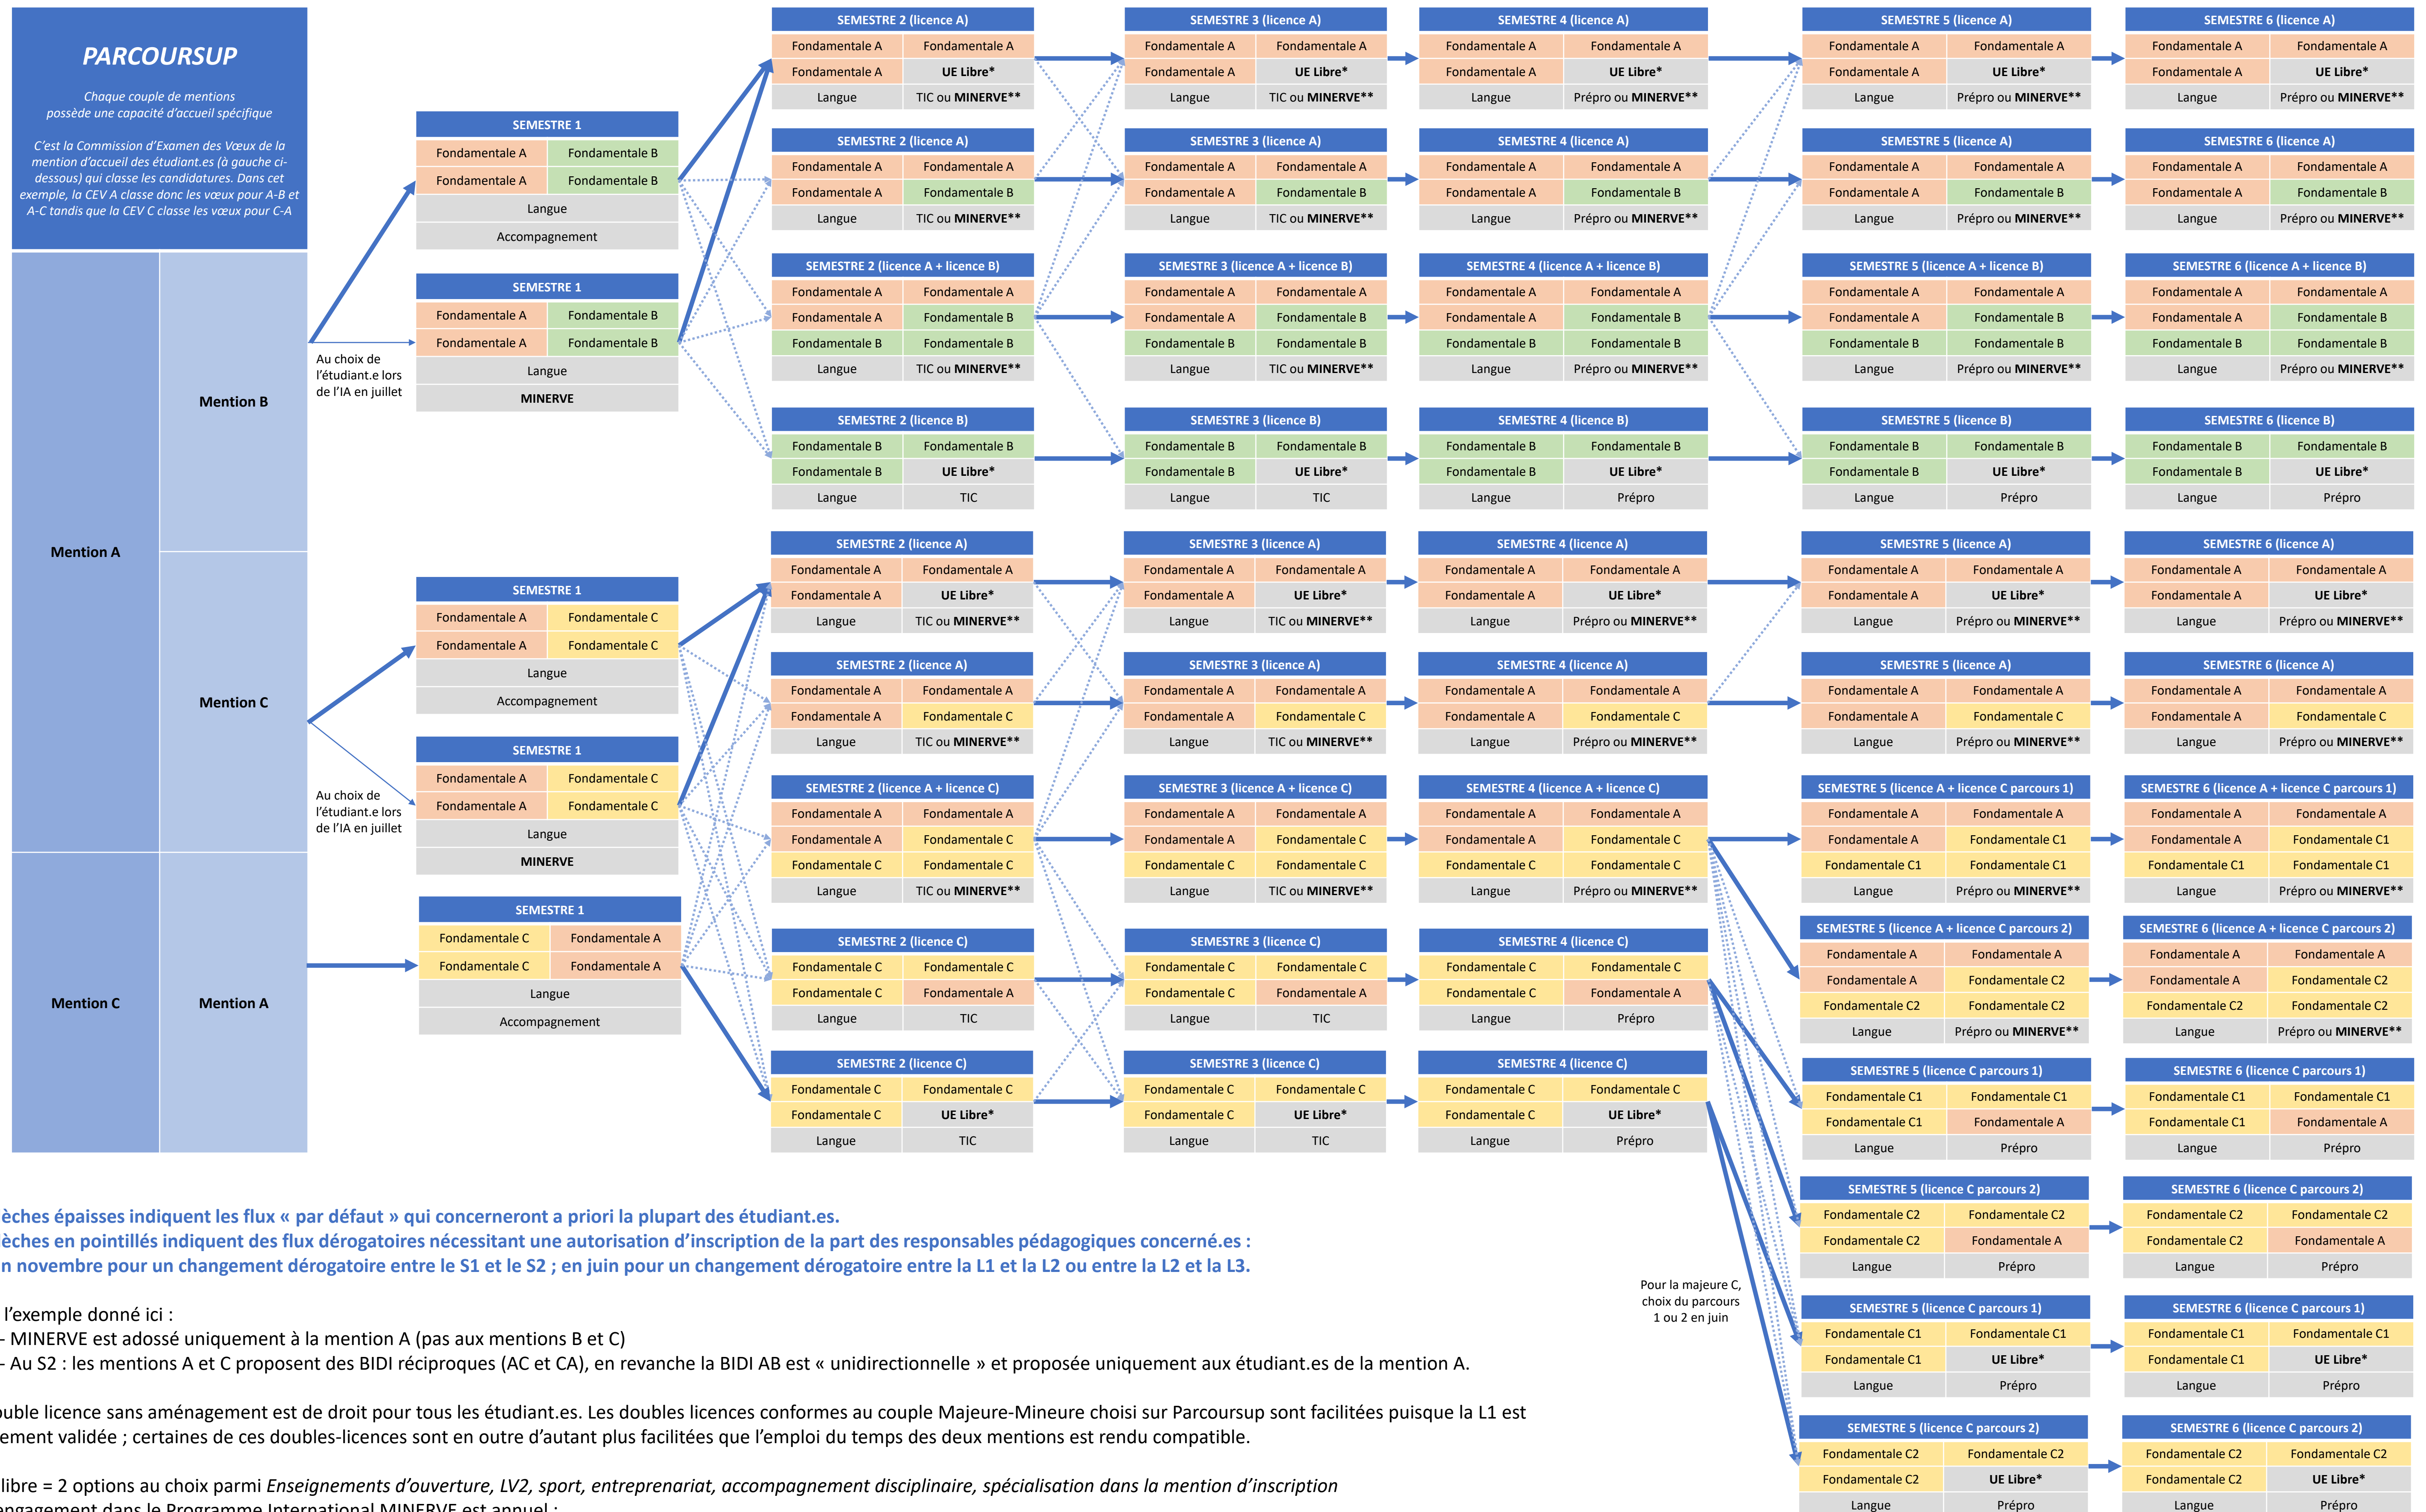 PARCOURSUP
Chaque couple de mentions
possède une capacité d'accueil spécifique
C'est la Commission d'Examen des Vœux de la
mention d'accueil des étudiant.es (à gauche ci-
dessous) qui classe les candidatures. Dans cet
exemple, la CEV A classe donc les vœux pour A-B et
A-C tandis que la CEV C classe les vœux pour C-A
Mention A
Mention B
Mention C
Mention C
Mention A
Au choix de
l'étudiant.e lors
de l'IA en juillet
Au choix de
l'étudiant.e lors
de l'IA en juillet
SEMESTRE 1
Fondamentale A Fondamentale B
Fondamentale A Fondamentale B
Langue
Accompagnement
SEMESTRE 1
Fondamentale A Fondamentale B
Fondamentale A Fondamentale B
Langue
MINERVE
SEMESTRE 1
Fondamentale A Fondamentale C
Fondamentale A Fondamentale C
Langue
Accompagnement
SEMESTRE 1
Fondamentale A Fondamentale C
Fondamentale A Fondamentale C
Langue
MINERVE
SEMESTRE 1
Fondamentale C Fondamentale A
Fondamentale C Fondamentale A
Langue
Accompagnement
SEMESTRE 2 (licence A)
Fondamentale A Fondamentale A
Fondamentale A UE Libre*
Langue TIC ou MINERVE**
SEMESTRE 2 (licence A)
Fondamentale A Fondamentale A
Fondamentale A Fondamentale B
Langue TIC ou MINERVE**
SEMESTRE 2 (licence A + licence B)
Fondamentale A Fondamentale A
Fondamentale A Fondamentale B
Fondamentale B Fondamentale B
Langue TIC ou MINERVE**
SEMESTRE 2 (licence B)
Fondamentale B Fondamentale B
Fondamentale B UE Libre*
Langue TIC
SEMESTRE 2 (licence A)
Fondamentale A Fondamentale A
Fondamentale A UE Libre*
Langue TIC ou MINERVE**
SEMESTRE 2 (licence A)
Fondamentale A Fondamentale A
Fondamentale A Fondamentale C
Langue TIC ou MINERVE**
SEMESTRE 2 (licence A + licence C)
Fondamentale A Fondamentale A
Fondamentale A Fondamentale C
Fondamentale C Fondamentale C
Langue TIC ou MINERVE**
SEMESTRE 2 (licence C)
Fondamentale C Fondamentale C
Fondamentale C Fondamentale A
Langue TIC
SEMESTRE 2 (licence C)
Fondamentale C Fondamentale C
Fondamentale C UE Libre*
Langue TIC
SEMESTRE 3 (licence A)
Fondamentale A Fondamentale A
Fondamentale A UE Libre*
Langue TIC ou MINERVE**
SEMESTRE 3 (licence A)
Fondamentale A Fondamentale A
Fondamentale A Fondamentale B
Langue TIC ou MINERVE**
SEMESTRE 3 (licence A + licence B)
Fondamentale A Fondamentale A
Fondamentale A Fondamentale B
Fondamentale B Fondamentale B
Langue TIC ou MINERVE**
SEMESTRE 3 (licence B)
Fondamentale B Fondamentale B
Fondamentale B UE Libre*
Langue TIC
SEMESTRE 3 (licence A)
Fondamentale A Fondamentale A
Fondamentale A UE Libre*
Langue TIC ou MINERVE**
SEMESTRE 3 (licence A)
Fondamentale A Fondamentale A
Fondamentale A Fondamentale C
Langue TIC ou MINERVE**
SEMESTRE 3 (licence A + licence C)
Fondamentale A Fondamentale A
Fondamentale A Fondamentale C
Fondamentale C Fondamentale C
Langue TIC ou MINERVE**
SEMESTRE 3 (licence C)
Fondamentale C Fondamentale C
Fondamentale C Fondamentale A
Langue TIC
SEMESTRE 3 (licence C)
Fondamentale C Fondamentale C
Fondamentale C UE Libre*
Langue TIC
SEMESTRE 4 (licence A)
Fondamentale A Fondamentale A
Fondamentale A UE Libre*
Langue Prépro ou MINERVE**
SEMESTRE 4 (licence A)
Fondamentale A Fondamentale A
Fondamentale A Fondamentale B
Langue Prépro ou MINERVE**
SEMESTRE 4 (licence A + licence B)
Fondamentale A Fondamentale A
Fondamentale A Fondamentale B
Fondamentale B Fondamentale B
Langue Prépro ou MINERVE**
SEMESTRE 4 (licence B)
Fondamentale B Fondamentale B
Fondamentale B UE Libre*
Langue Prépro
SEMESTRE 4 (licence A)
Fondamentale A Fondamentale A
Fondamentale A UE Libre*
Langue Prépro ou MINERVE**
SEMESTRE 4 (licence A)
Fondamentale A Fondamentale A
Fondamentale A Fondamentale C
Langue Prépro ou MINERVE**
SEMESTRE 4 (licence A + licence C)
Fondamentale A Fondamentale A
Fondamentale A Fondamentale C
Fondamentale C Fondamentale C
Langue Prépro ou MINERVE**
SEMESTRE 4 (licence C)
Fondamentale C Fondamentale C
Fondamentale C Fondamentale A
Langue Prépro
SEMESTRE 4 (licence C)
Fondamentale C Fondamentale C
Fondamentale C UE Libre*
Langue Prépro
Pour la majeure C,
choix du parcours
1 ou 2 en juin
SEMESTRE 5 (licence A)
Fondamentale A Fondamentale A
Fondamentale A UE Libre*
Langue Prépro ou MINERVE**
SEMESTRE 5 (licence A)
Fondamentale A Fondamentale A
Fondamentale A Fondamentale B
Langue Prépro ou MINERVE**
SEMESTRE 5 (licence A + licence B)
Fondamentale A Fondamentale A
Fondamentale A Fondamentale B
Fondamentale B Fondamentale B
Langue Prépro ou MINERVE**
SEMESTRE 5 (licence B)
Fondamentale B Fondamentale B
Fondamentale B UE Libre*
Langue Prépro
SEMESTRE 5 (licence A)
Fondamentale A Fondamentale A
Fondamentale A UE Libre*
Langue Prépro ou MINERVE**
SEMESTRE 5 (licence A)
Fondamentale A Fondamentale A
Fondamentale A Fondamentale C
Langue Prépro ou MINERVE**
SEMESTRE 5 (licence A + licence C parcours 1)
Fondamentale A Fondamentale A
Fondamentale A Fondamentale C1
Fondamentale C1 Fondamentale C1
Langue Prépro ou MINERVE**
SEMESTRE 5 (licence A + licence C parcours 2)
Fondamentale A Fondamentale A
Fondamentale A Fondamentale C2
Fondamentale C2 Fondamentale C2
Langue Prépro ou MINERVE**
SEMESTRE 5 (licence C parcours 1)
Fondamentale C1 Fondamentale C1
Fondamentale C1 Fondamentale A
Langue Prépro
SEMESTRE 5 (licence C parcours 2)
Fondamentale C2 Fondamentale C2
Fondamentale C2 Fondamentale A
Langue Prépro
SEMESTRE 5 (licence C parcours 1)
Fondamentale C1 Fondamentale C1
Fondamentale C1 UE Libre*
Langue Prépro
SEMESTRE 5 (licence C parcours 2)
Fondamentale C2 Fondamentale C2
Fondamentale C2 UE Libre*
Langue Prépro
SEMESTRE 6 (licence A)
Fondamentale A Fondamentale A
Fondamentale A UE Libre*
Langue Prépro ou MINERVE**
SEMESTRE 6 (licence A)
Fondamentale A Fondamentale A
Fondamentale A Fondamentale B
Langue Prépro ou MINERVE**
SEMESTRE 6 (licence A + licence B)
Fondamentale A Fondamentale A
Fondamentale A Fondamentale B
Fondamentale B Fondamentale B
Langue Prépro ou MINERVE**
SEMESTRE 6 (licence B)
Fondamentale B Fondamentale B
Fondamentale B UE Libre*
Langue Prépro
SEMESTRE 6 (licence A)
Fondamentale A Fondamentale A
Fondamentale A UE Libre*
Langue Prépro ou MINERVE**
SEMESTRE 6 (licence A)
Fondamentale A Fondamentale A
Fondamentale A Fondamentale C
Langue Prépro ou MINERVE**
SEMESTRE 6 (licence A + licence C parcours 1)
Fondamentale A Fondamentale A
Fondamentale A Fondamentale C1
Fondamentale C1 Fondamentale C1
Langue Prépro ou MINERVE**
SEMESTRE 6 (licence A + licence C parcours 2)
Fondamentale A Fondamentale A
Fondamentale A Fondamentale C2
Fondamentale C2 Fondamentale C2
Langue Prépro ou MINERVE**
SEMESTRE 6 (licence C parcours 1)
Fondamentale C1 Fondamentale C1
Fondamentale C1 Fondamentale A
Langue Prépro
SEMESTRE 6 (licence C parcours 2)
Fondamentale C2 Fondamentale C2
Fondamentale C2 Fondamentale A
Langue Prépro
SEMESTRE 6 (licence C parcours 1)
Fondamentale C1 Fondamentale C1
Fondamentale C1 UE Libre*
Langue Prépro
SEMESTRE 6 (licence C parcours 2)
Fondamentale C2 Fondamentale C2
Fondamentale C2 UE Libre*
Langue Prépro
èches épaisses indiquent les flux « par défaut » qui concerneront a priori la plupart des étudiant.es.
èches en pointillés indiquent des flux dérogatoires nécessitant une autorisation d'inscription de la part des responsables pédagogiques concerné.es :
n novembre pour un changement dérogatoire entre le S1 et le S2 ; en juin pour un changement dérogatoire entre la L1 et la L2 ou entre la L2 et la L3.
l'exemple donné ici :
- MINERVE est adossé uniquement à la mention A (pas aux mentions B et C)
- Au S2 : les mentions A et C proposent des BIDI réciproques (AC et CA), en revanche la BIDI AB est « unidirectionnelle » et proposée uniquement aux étudiant.es de la mention A.
ouble licence sans aménagement est de droit pour tous les étudiant.es. Les doubles licences conformes au couple Majeure-Mineure choisi sur Parcoursup sont facilitées puisque la L1 est
ement validée ; certaines de ces doubles-licences sont en outre d'autant plus facilitées que l'emploi du temps des deux mentions est rendu compatible.
libre = 2 options au choix parmi Enseignements d'ouverture, LV2, sport, entreprenariat, accompagnement disciplinaire, spécialisation dans la mention d'inscription
engagement dans le Programme International MINERVE est annuel :